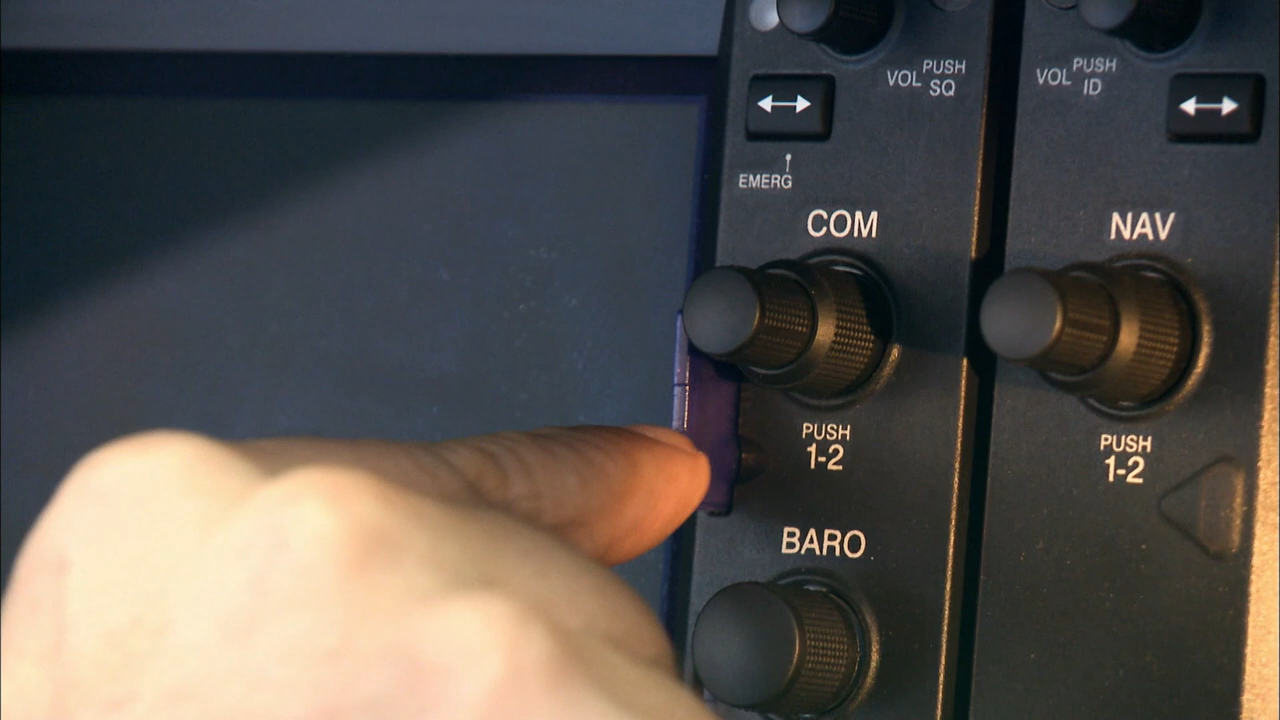 VOL PUSH SQ
VOL PUSH ID
EMERG
COM
NAV
PUSH
1-2
PUSH
1-2
BARO